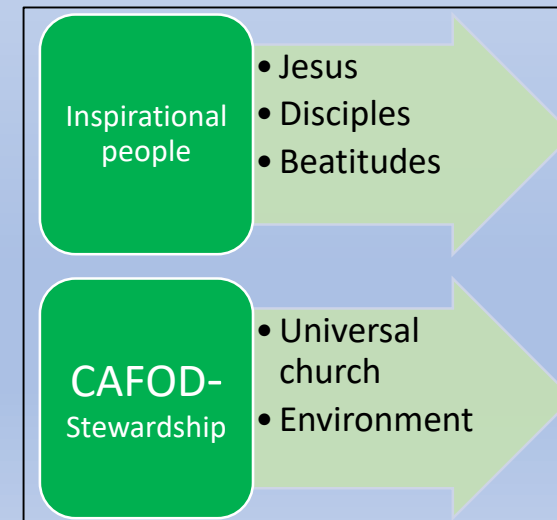 Inspirational
people
• Jesus
• Disciples
• Beatitudes
CAFOD-
Stewardship
• Universal
church
• Environment